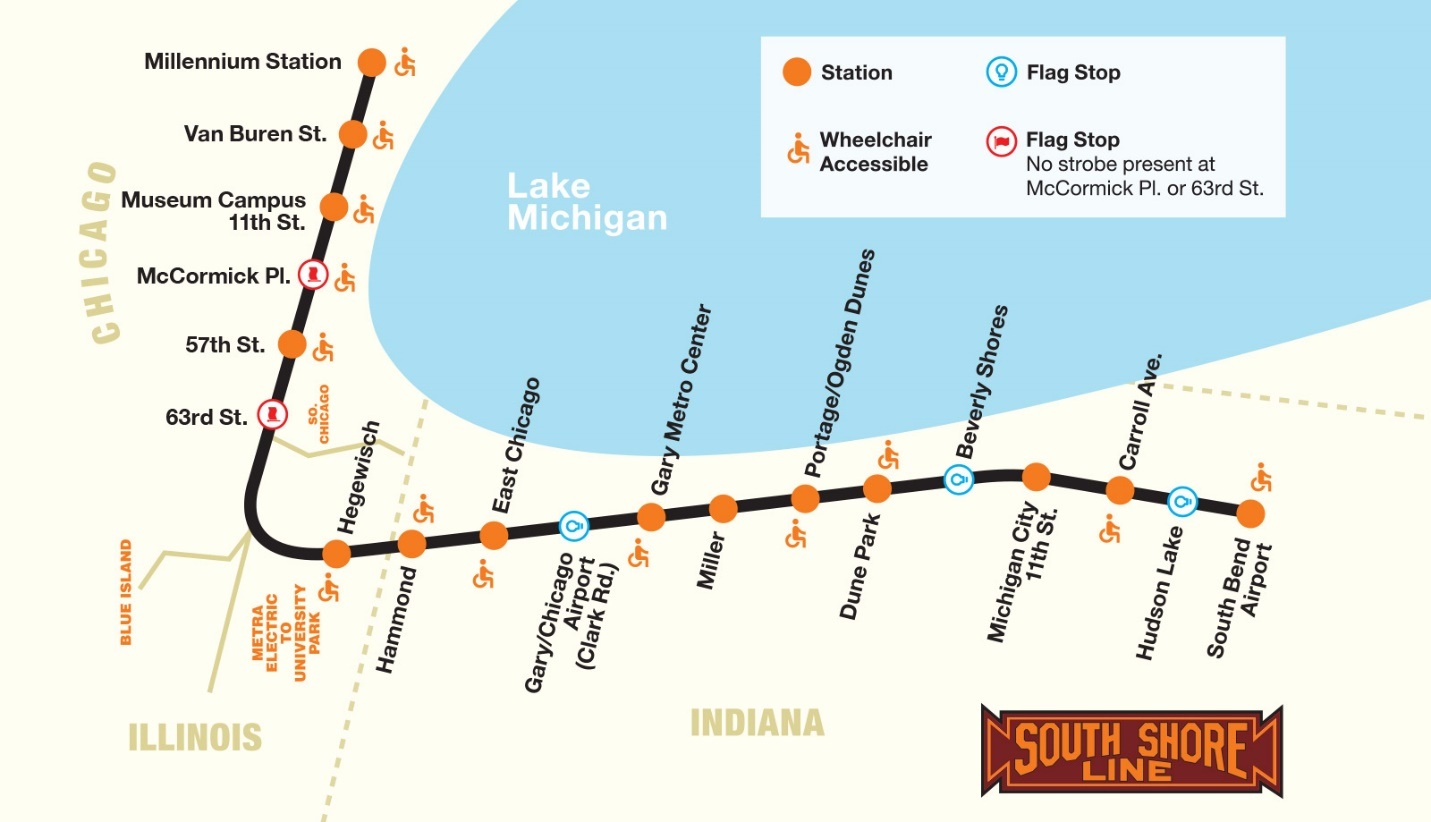 Millennium Station
Van Buren St.
Museum Campus
11th St.
McCormick Pl.
57th St.
63rd St.
CHICAGO
SO.
CHICAGO
Lake
Michigan
Station
Flag Stop
Wheelchair
Accessible
Flag Stop
No strobe present at
McCormick Pl. or 63rd St.
Hegewisch
Hammond
East Chicago
Gary/Chicago
Airport
(Clark Rd.)
Gary Metro Center
Miller
Portage/Ogden Dunes
Dune Park
Beverly Shores
Michigan City
11th St.
Carroll Ave.
Hudson Lake
South Bend
Airport
BLUE ISLAND
METRA
ELECTRIC
TO
UNIVERSITY
PARK
ILLINOIS
INDIANA
SOUTH SHORE
LINE